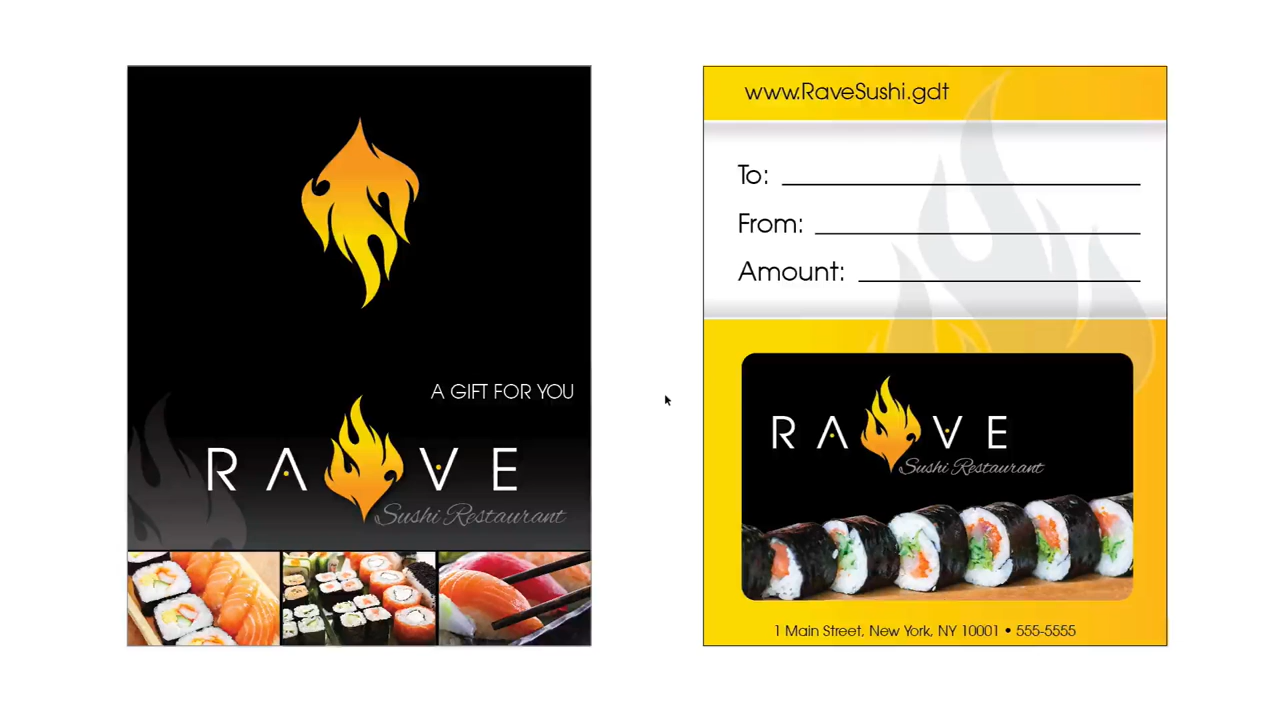 A GIFT FOR YOU
RAVE
Sushi Restaurant
www.RaveSushi.gdt
To:
From:
Amount:
RAVE
Sushi Restaurant
1 Main Street, New York, NY 10001 • 555-5555